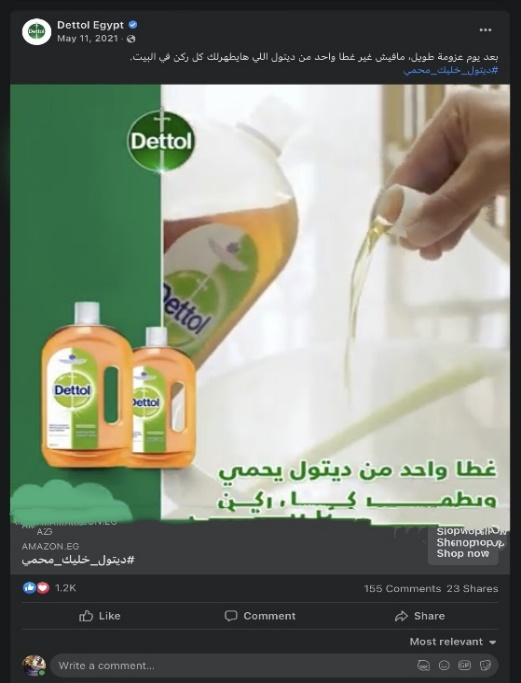 Dettol Egypt
May 11, 2021
بعد يوم عزومة طويل، مافيش غير غطا واحد من ديتول اللي هايطهرلك كل ركن في البيت.
#ديتول_خليك_محمي
Dettol
Dettol
Dettol
Dettol
غطا واحد من ديتول يحمي
AMAZON.EG
#ديتول_خليك_محمي
Shop now
1.2K
155 Comments 23 Shares
Like
Comment
Share
Most relevant
Write a comment...
GIF